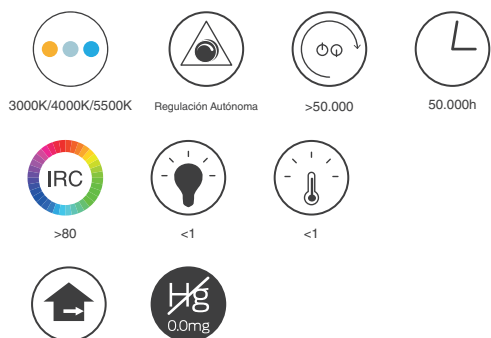 3000K/4000K/5500K
Regulación Autónoma
>50.000
50.000h
IRC
>80
<1
<1
Hg
0.0mg